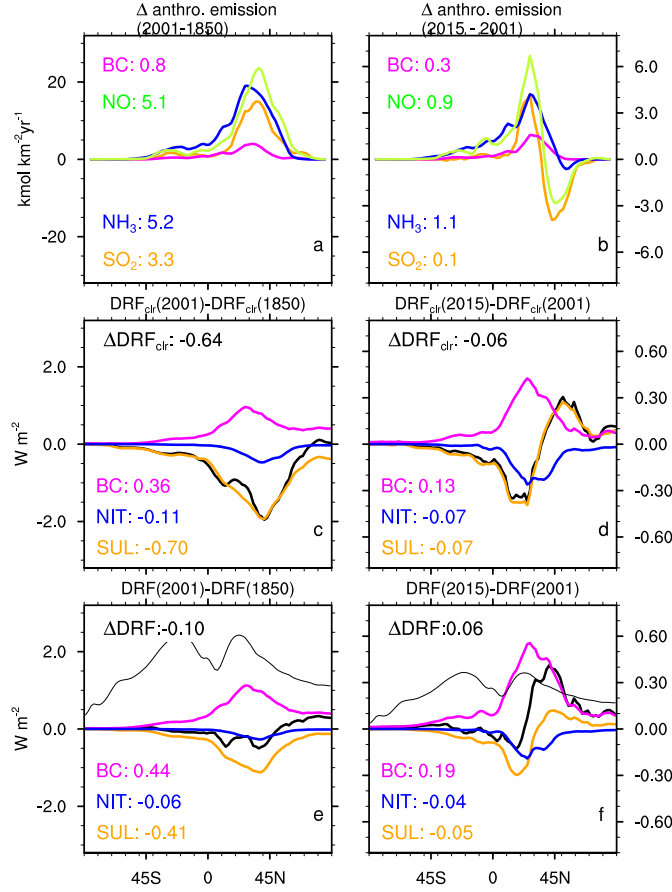 Δ anthro. emission
(2001-1850)
Δ anthro. emission
(2015 - 2001)
20
0
-20
kmol km⁻²yr⁻¹
BC: 0.8
NO: 5.1
NH₃: 5.2
SO₂: 3.3
a
BC: 0.3
NO: 0.9
NH₃: 1.1
SO₂: 0.1
b
6.0
3.0
0.0
-3.0
-6.0
DRFclr(2001)-DRFclr(1850)
DRFclr(2015)-DRFclr(2001)
2.0
0.0
-2.0
W m⁻²
ΔDRFclr: -0.64
BC: 0.36
NIT: -0.11
SUL: -0.70
c
ΔDRFclr: -0.06
BC: 0.13
NIT: -0.07
SUL: -0.07
d
0.60
0.30
0.00
-0.30
-0.60
DRF(2001)-DRF(1850)
DRF(2015)-DRF(2001)
2.0
0.0
-2.0
W m⁻²
ΔDRF:-0.10
BC: 0.44
NIT: -0.06
SUL: -0.41
e
ΔDRF:0.06
BC: 0.19
NIT: -0.04
SUL: -0.05
f
0.60
0.30
0.00
-0.30
-0.60
45S 0 45N
45S 0 45N